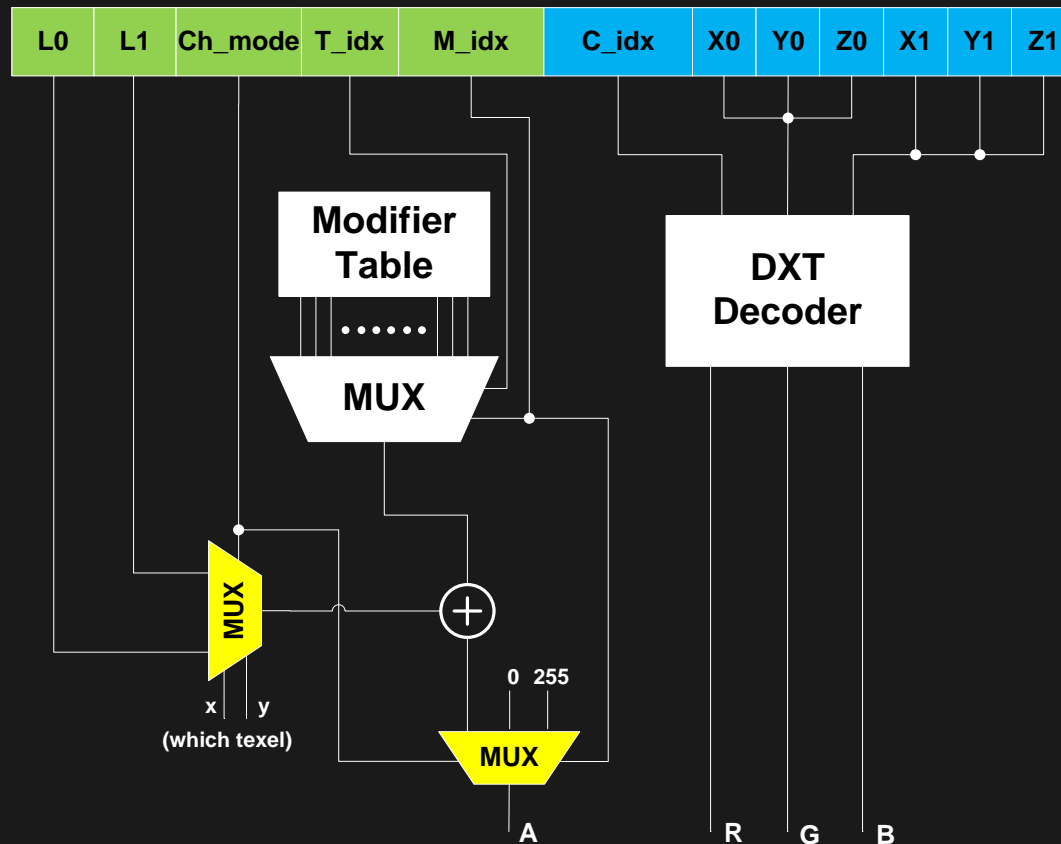 L0 L1 Ch_mode T_idx M_idx C_idx X0 Y0 Z0 X1 Y1 Z1
Modifier
Table
DXT
Decoder
MUX
MUX
+
x y
(which texel)
0 255
MUX
A R G B